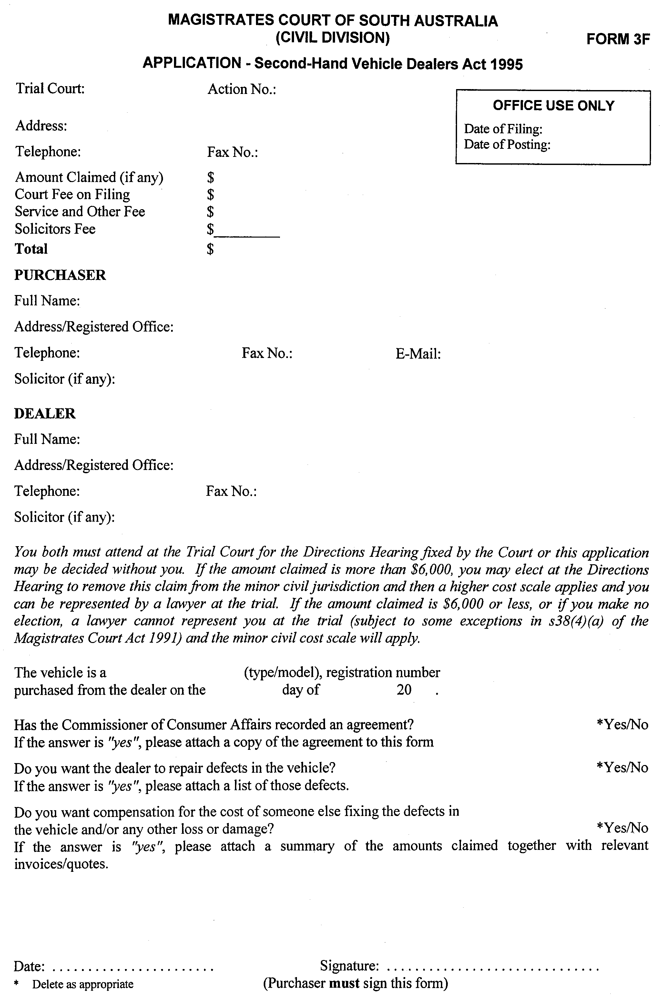 MAGISTRATES COURT OF SOUTH AUSTRALIA
(CIVIL DIVISION)
FORM 3F
APPLICATION - Second-Hand Vehicle Dealers Act 1995
Trial Court: Action No.:
OFFICE USE ONLY
Date of Filing:
Date of Posting:
Address:
Telephone: Fax No.:
Amount Claimed (if any) $
Court Fee on Filing $
Service and Other Fee $
Solicitors Fee $
Total $
PURCHASER
Full Name:
Address/Registered Office:
Telephone: Fax No.: E-Mail:
Solicitor (if any):
DEALER
Full Name:
Address/Registered Office:
Telephone: Fax No.:
Solicitor (if any):
You both must attend at the Trial Court for the Directions Hearing fixed by the Court or this application
may be decided without you. If the amount claimed is more than $6,000, you may elect at the Directions
Hearing to remove this claim from the minor civil jurisdiction and then a higher cost scale applies and you
can be represented by a lawyer at the trial. If the amount claimed is $6,000 or less, or if you make no
election, a lawyer cannot represent you at the trial (subject to some exceptions in s38(4)(a) of the
Magistrates Court Act 1991) and the minor civil cost scale will apply.
The vehicle is a (type/model), registration number
purchased from the dealer on the day of 20 .
Has the Commissioner of Consumer Affairs recorded an agreement? *Yes/No
If the answer is "yes", please attach a copy of the agreement to this form
Do you want the dealer to repair defects in the vehicle? *Yes/No
If the answer is "yes", please attach a list of those defects.
Do you want compensation for the cost of someone else fixing the defects in
the vehicle and/or any other loss or damage? *Yes/No
If the answer is "yes", please attach a summary of the amounts claimed together with relevant
invoices/quotes.
Date: ....................... Signature: ..............................
* Delete as appropriate (Purchaser must sign this form)